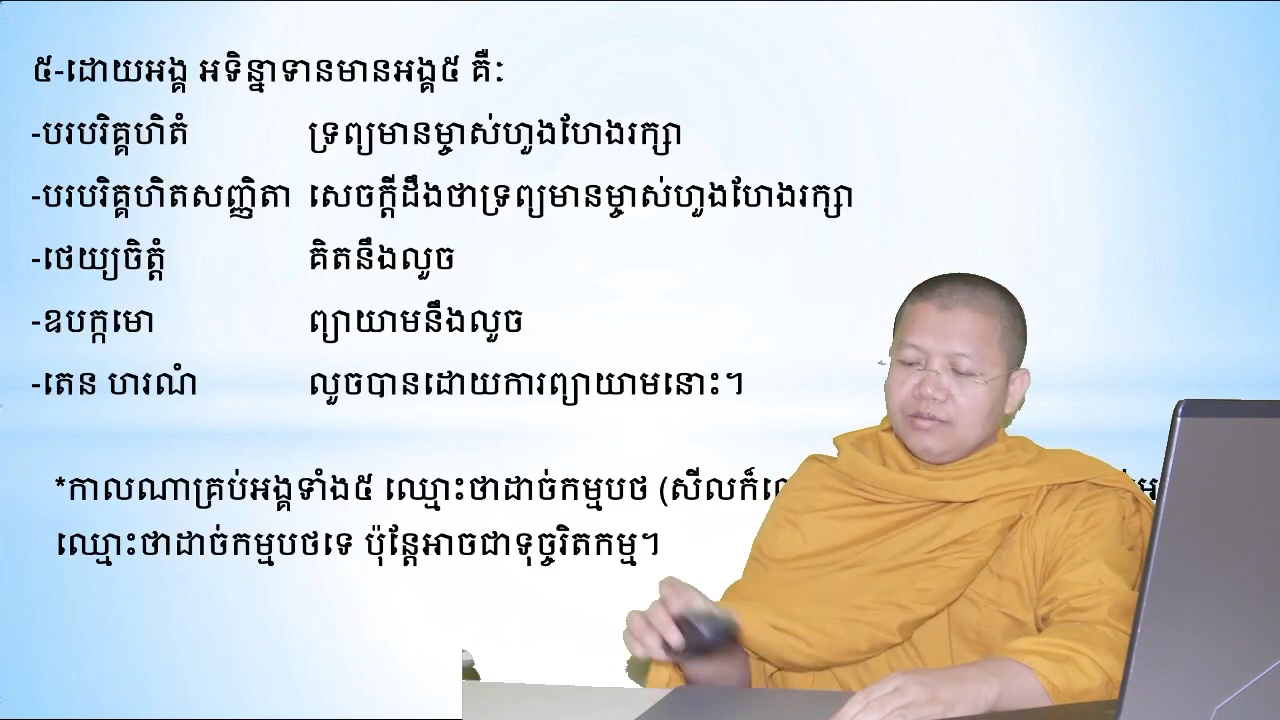 ៥-ដោយអង្គ អទិន្នាទានមានអង្គ៥ គឺៈ
-បរបរិគ្គហិតំ ទ្រព្យមានម្ចាស់ហួងហែងរក្សា
-បរបរិគ្គហិតសញ្ញិតា សេចក្ដីដឹងថាទ្រព្យមានម្ចាស់ហួងហែងរក្សា
-ថេយ្យចិត្តំ គិតនឹងលួច
-ឧបក្កមោ ព្យាយាមនឹងលួច
-តេន ហរណំ លួចបានដោយការព្យាយាមនោះ។
*កាលណាគ្រប់អង្គទាំង៥ ឈ្មោះថាដាច់កម្មបថ (សីលក៏
ឈ្មោះថាដាច់កម្មបថទេ ប៉ុន្តែអាចជាទុច្ចរិតកម្ម។